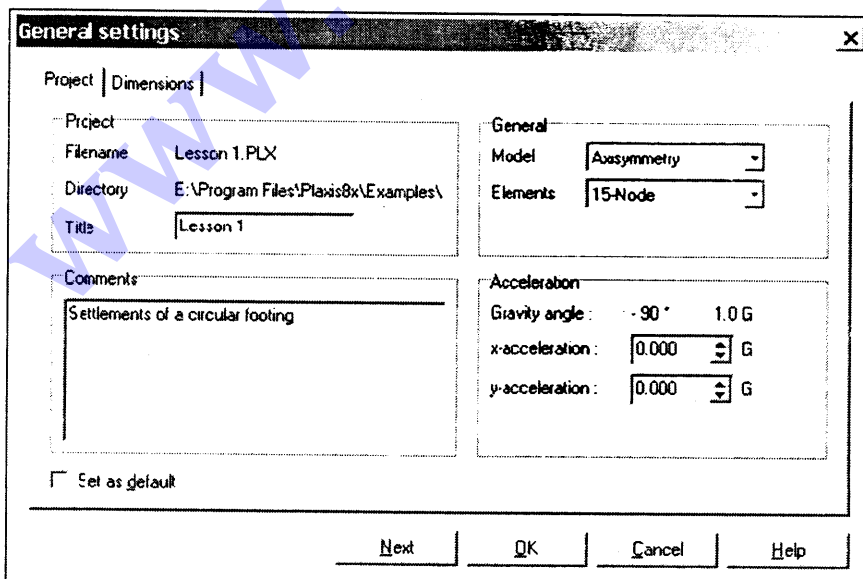 General settings
Project Dimensions
Project
Filename Lesson 1.PLX
Directory E:\Program Files\Plaxis8x\Examples\
Title Lesson 1
General
Model Axisymmetry
Elements 15-Node
Comments
Settlements of a circular footing
Acceleration
Gravity angle : - 90 ° 1.0 G
x-acceleration : 0.000 G
y-acceleration : 0.000 G
Set as default
Next OK Cancel Help
www.